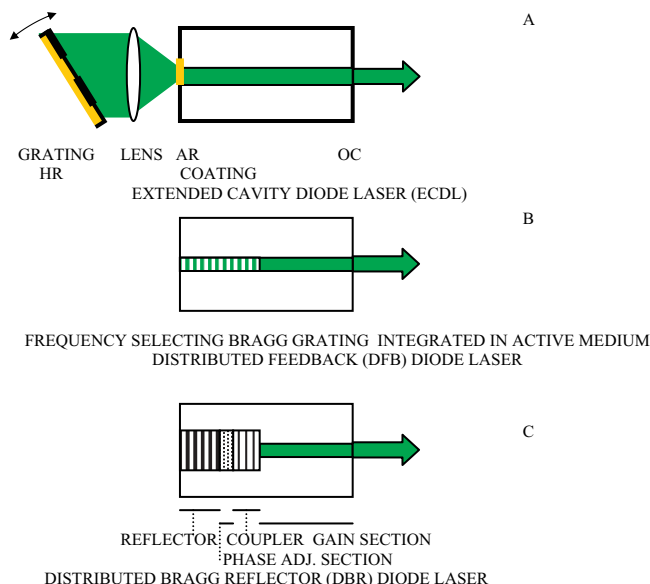 A
GRATING LENS AR OC
HR COATING
EXTENDED CAVITY DIODE LASER (ECDL)
B
FREQUENCY SELECTING BRAGG GRATING INTEGRATED IN ACTIVE MEDIUM
DISTRIBUTED FEEDBACK (DFB) DIODE LASER
C
REFLECTOR COUPLER GAIN SECTION
PHASE ADJ. SECTION
DISTRIBUTED BRAGG REFLECTOR (DBR) DIODE LASER